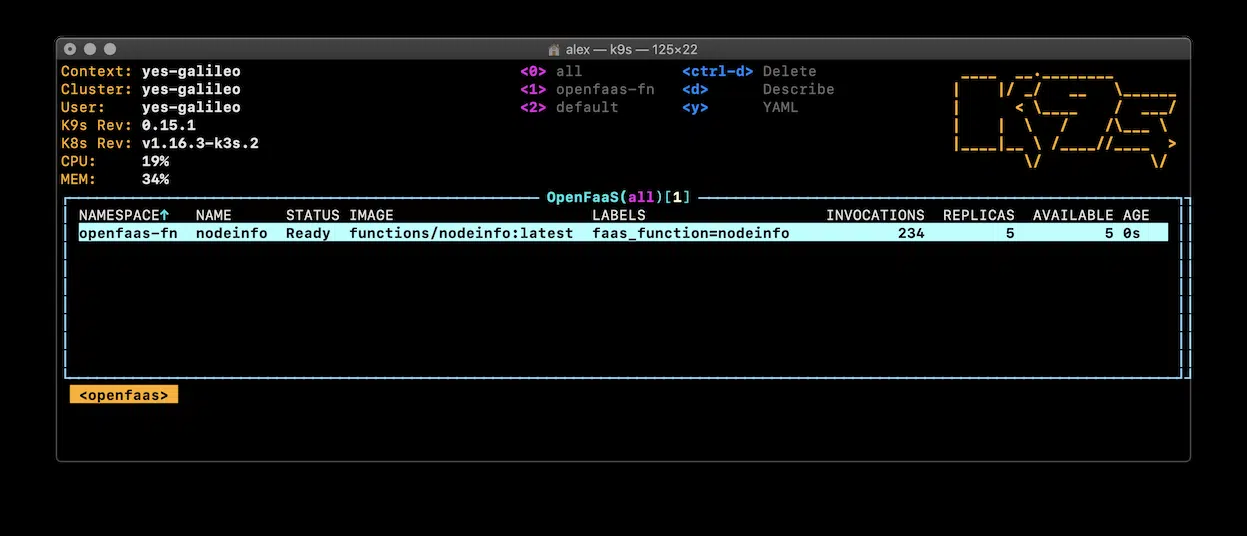 alex — k9s — 125×22
Context: yes-galileo <0> all <ctrl-d> Delete
Cluster: yes-galileo <1> openfaas-fn <d> Describe
User: yes-galileo <2> default <y> YAML
K9s Rev: 0.15.1
K8s Rev: v1.16.3-k3s.2
CPU: 19%
MEM: 34%
K9s
OpenFaaS(all)[1]
NAMESPACE↑ NAME STATUS IMAGE LABELS INVOCATIONS REPLICAS AVAILABLE AGE
openfaas-fn nodeinfo Ready functions/nodeinfo:latest faas_function=nodeinfo 234 5 5 0s
<openfaas>